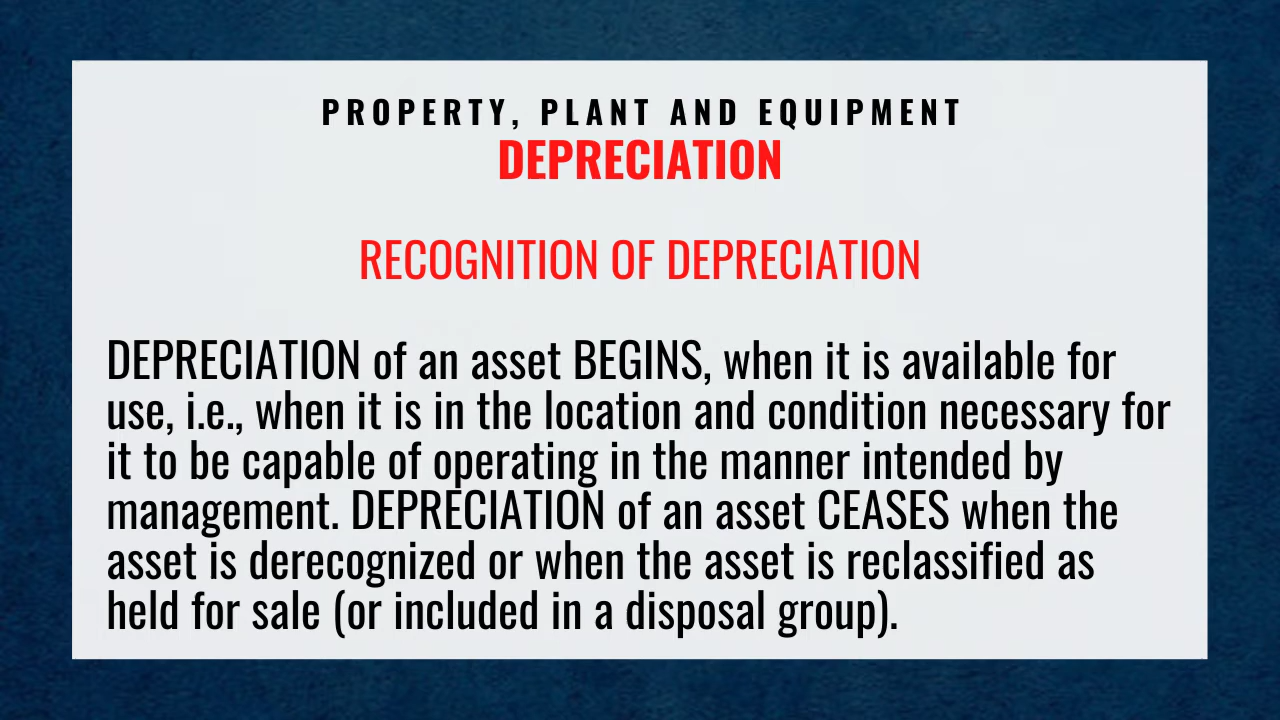 PROPERTY, PLANT AND EQUIPMENT
DEPRECIATION
RECOGNITION OF DEPRECIATION
DEPRECIATION of an asset BEGINS, when it is available for
use, i.e., when it is in the location and condition necessary for
it to be capable of operating in the manner intended by
management. DEPRECIATION of an asset CEASES when the
asset is derecognized or when the asset is reclassified as
held for sale (or included in a disposal group).